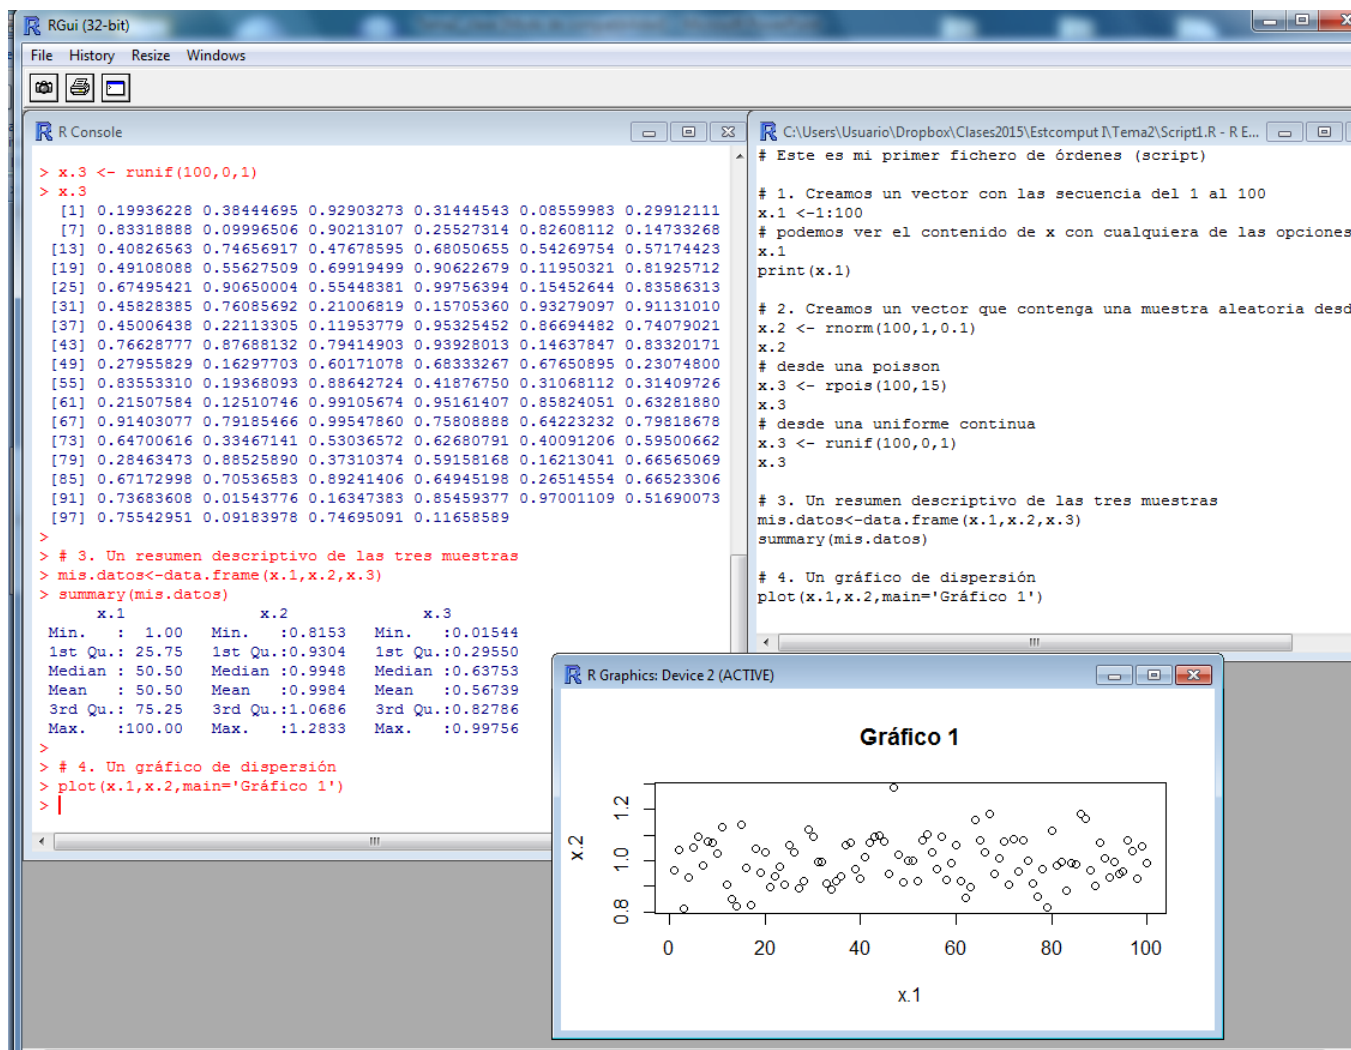 RGui (32-bit)
File History Resize Windows
R Console
> x.3 <- runif(100,0,1)
> x.3
[1] 0.19936228 0.38444695 0.92903273 0.31444543 0.08559983 0.29912111
[7] 0.83318888 0.09996506 0.90213107 0.25527314 0.82608112 0.14733268
[13] 0.40826563 0.74656917 0.47678595 0.68050655 0.54269754 0.57174423
[19] 0.49108088 0.55627509 0.69919499 0.90622679 0.11950321 0.81925712
[25] 0.67495421 0.90650004 0.55448381 0.99756394 0.15452644 0.83586313
[31] 0.45828385 0.76085692 0.21006819 0.15705360 0.93279097 0.91131010
[37] 0.45006438 0.22113305 0.11953779 0.95325452 0.86694482 0.74079021
[43] 0.76628777 0.87688132 0.79414903 0.93928013 0.14637847 0.83320171
[49] 0.27955829 0.16297703 0.60171078 0.68333267 0.67650895 0.23074800
[55] 0.83553310 0.19368093 0.88642724 0.41876750 0.31068112 0.31409726
[61] 0.21507584 0.12510746 0.99105674 0.95161407 0.85824051 0.63281880
[67] 0.91403077 0.79185466 0.99547860 0.75808888 0.64223232 0.79818678
[73] 0.64700616 0.33467141 0.53036572 0.62680791 0.40091206 0.59500662
[79] 0.28463473 0.88525890 0.37310374 0.59158168 0.16213041 0.66565069
[85] 0.67172998 0.70536583 0.89241406 0.64945198 0.26514554 0.66523306
[91] 0.73683608 0.01543776 0.16347383 0.85459377 0.97001109 0.51690073
[97] 0.75542951 0.09183978 0.74695091 0.11658589
>
> # 3. Un resumen descriptivo de las tres muestras
> mis.datos<-data.frame(x.1,x.2,x.3)
> summary(mis.datos)
x.1 x.2 x.3
Min. : 1.00 Min. :0.8153 Min. :0.01544
1st Qu.: 25.75 1st Qu.:0.9304 1st Qu.:0.29550
Median : 50.50 Median :0.9948 Median :0.63753
Mean : 50.50 Mean :0.9984 Mean :0.56739
3rd Qu.: 75.25 3rd Qu.:1.0686 3rd Qu.:0.82786
Max. :100.00 Max. :1.2833 Max. :0.99756
>
> # 4. Un gráfico de dispersión
> plot(x.1,x.2,main='Gráfico 1')
>
C:\Users\Usuario\Dropbox\Clases2015\Estcomput I\Tema2\Script1.R - R E...
# Este es mi primer fichero de órdenes (script)
# 1. Creamos un vector con las secuencia del 1 al 100
x.1 <-1:100
# podemos ver el contenido de x con cualquiera de las opciones
x.1
print(x.1)
# 2. Creamos un vector que contenga una muestra aleatoria desd
x.2 <- rnorm(100,1,0.1)
x.2
# desde una poisson
x.3 <- rpois(100,15)
x.3
# desde una uniforme continua
x.3 <- runif(100,0,1)
x.3
# 3. Un resumen descriptivo de las tres muestras
mis.datos<-data.frame(x.1,x.2,x.3)
summary(mis.datos)
# 4. Un gráfico de dispersión
plot(x.1,x.2,main='Gráfico 1')
R Graphics: Device 2 (ACTIVE)
Gráfico 1
x.2
1.2
1.0
0.8
0 20 40 60 80 100
x.1